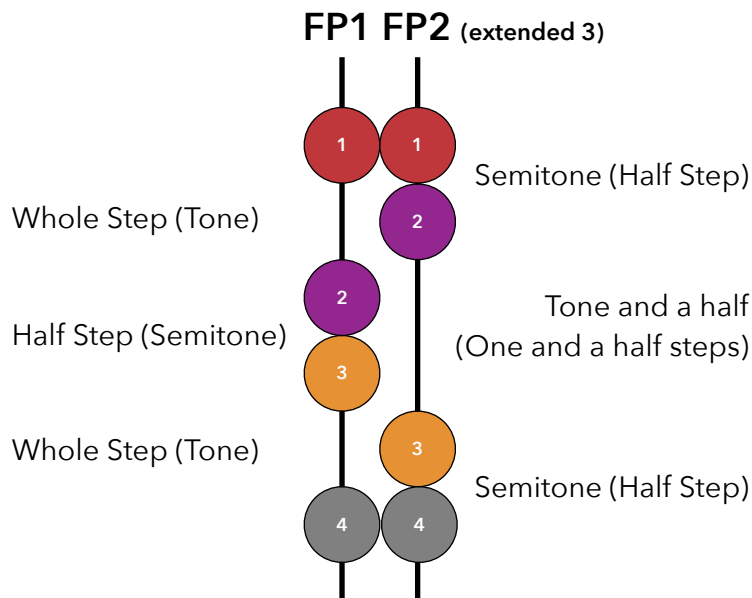 FP1 FP2 (extended 3)
1 1
Semitone (Half Step)
Whole Step (Tone)
2
2
Tone and a half
Half Step (Semitone)
(One and a half steps)
3
Whole Step (Tone)
3
Semitone (Half Step)
4 4